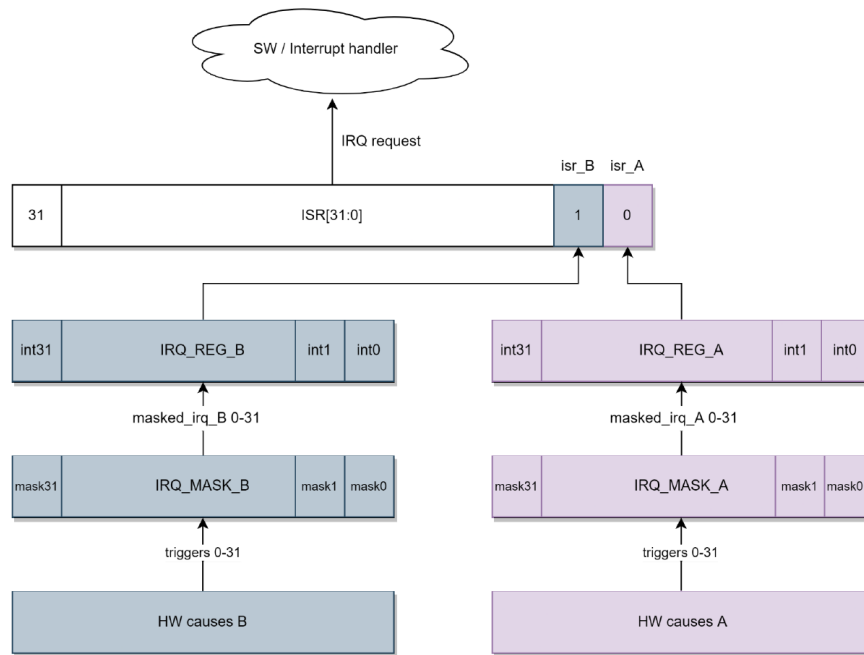 SW / Interrupt handler
IRQ request
isr_B isr_A
31 ISR[31:0] 1 0
int31 IRQ_REG_B int1 int0 int31 IRQ_REG_A int1 int0
masked_irq_B 0-31 masked_irq_A 0-31
mask31 IRQ_MASK_B mask1 mask0 mask31 IRQ_MASK_A mask1 mask0
triggers 0-31 triggers 0-31
HW causes B HW causes A